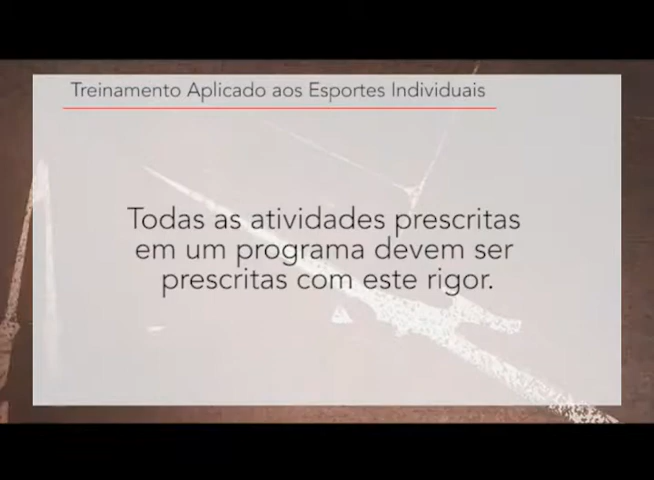 Treinamento Aplicado aos Esportes Individuais
Todas as atividades prescritas
em um programa devem ser
prescritas com este rigor.